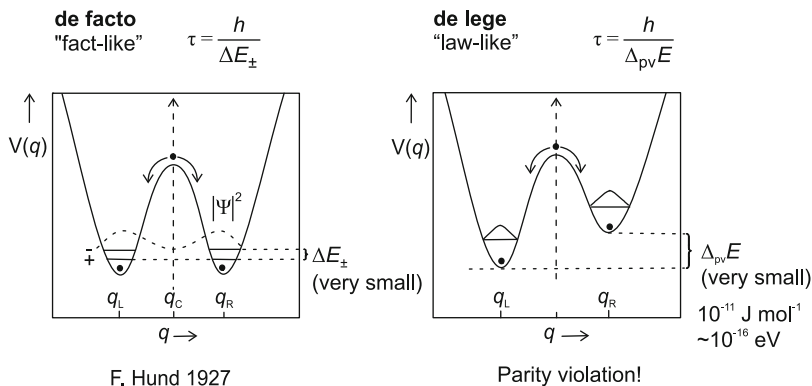 de facto
"fact-like"
τ = h / ΔE±
V(q)
|Ψ|²
-
+
ΔE±
(very small)
qL qC qR
q →
F. Hund 1927
de lege
“law-like”
τ = h / ΔpvE
V(q)
ΔpvE
(very small)
qL qR
10⁻¹¹ J mol⁻¹
~10⁻¹⁶ eV
q →
Parity violation!